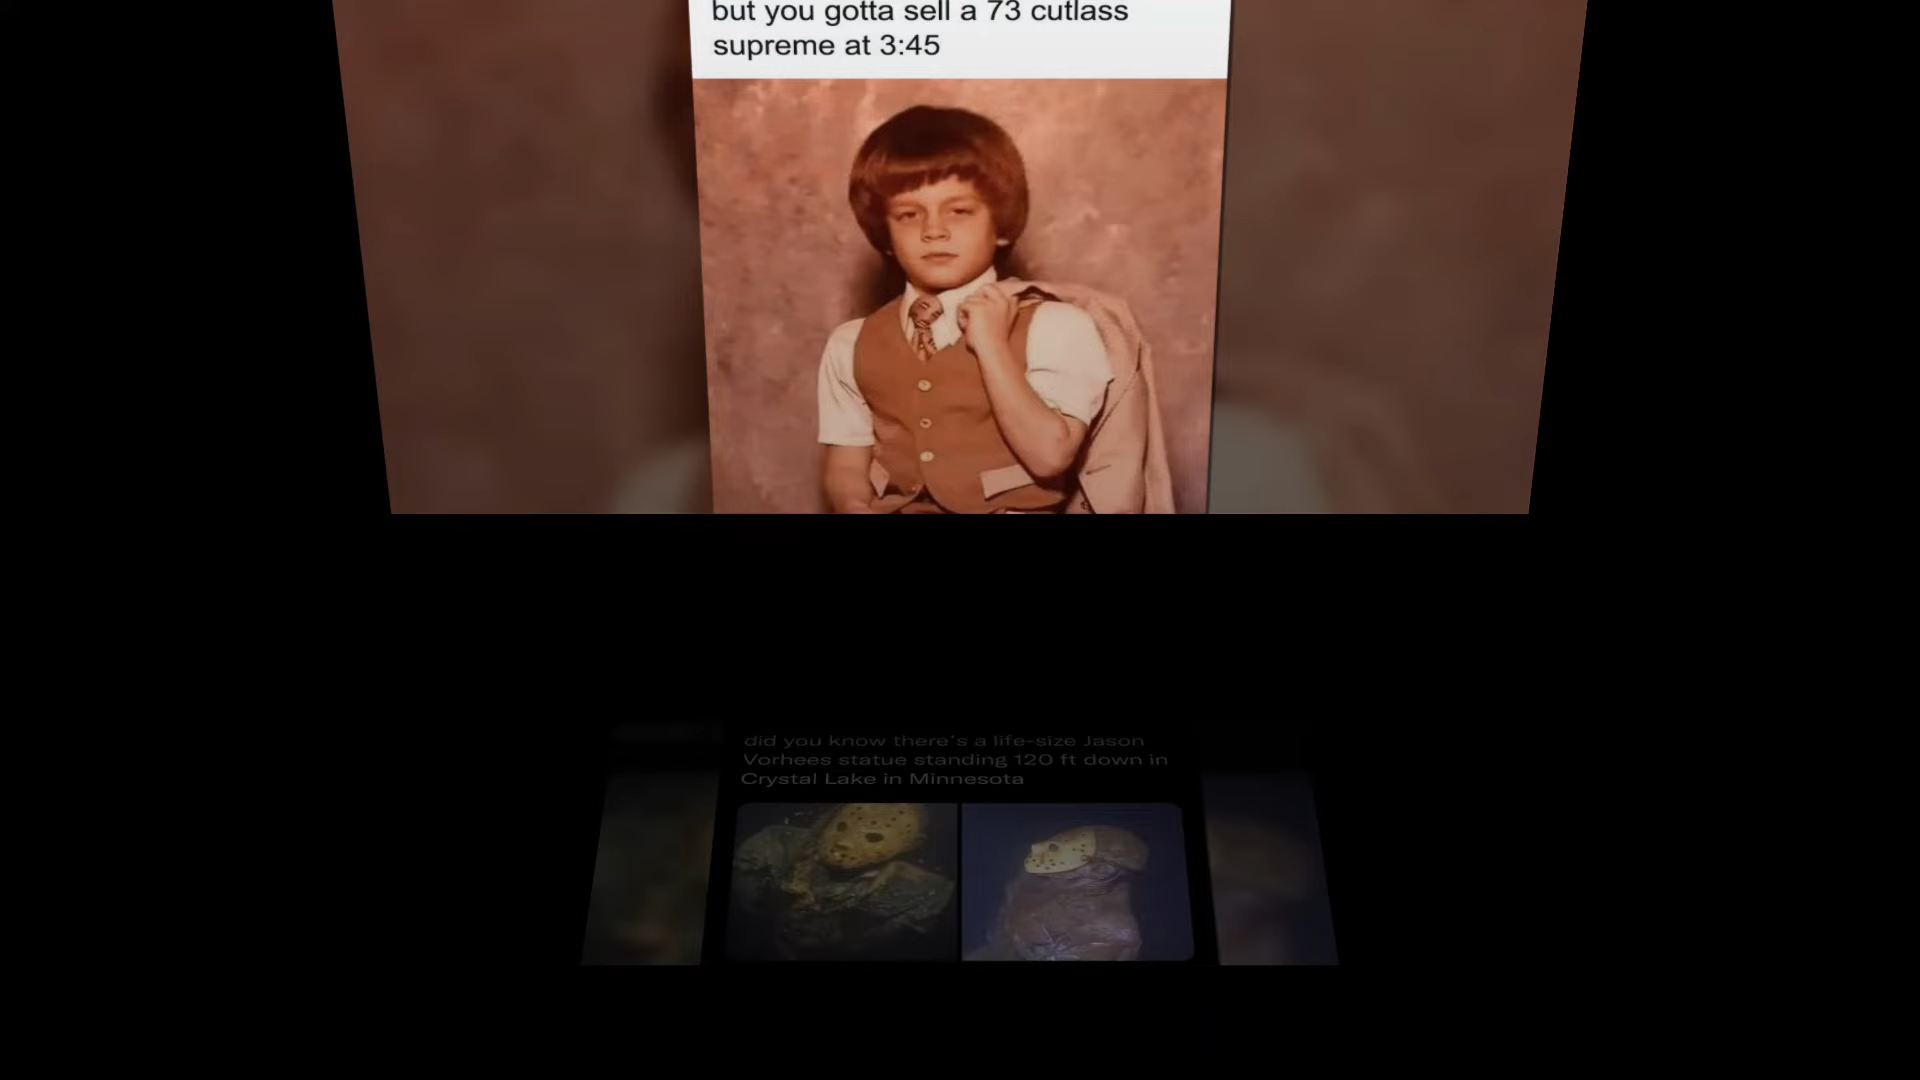 but you gotta sell a 73 cutlass
supreme at 3:45
did you know there's a life-size Jason
Vorhees statue standing 120 ft down in
Crystal Lake in Minnesota